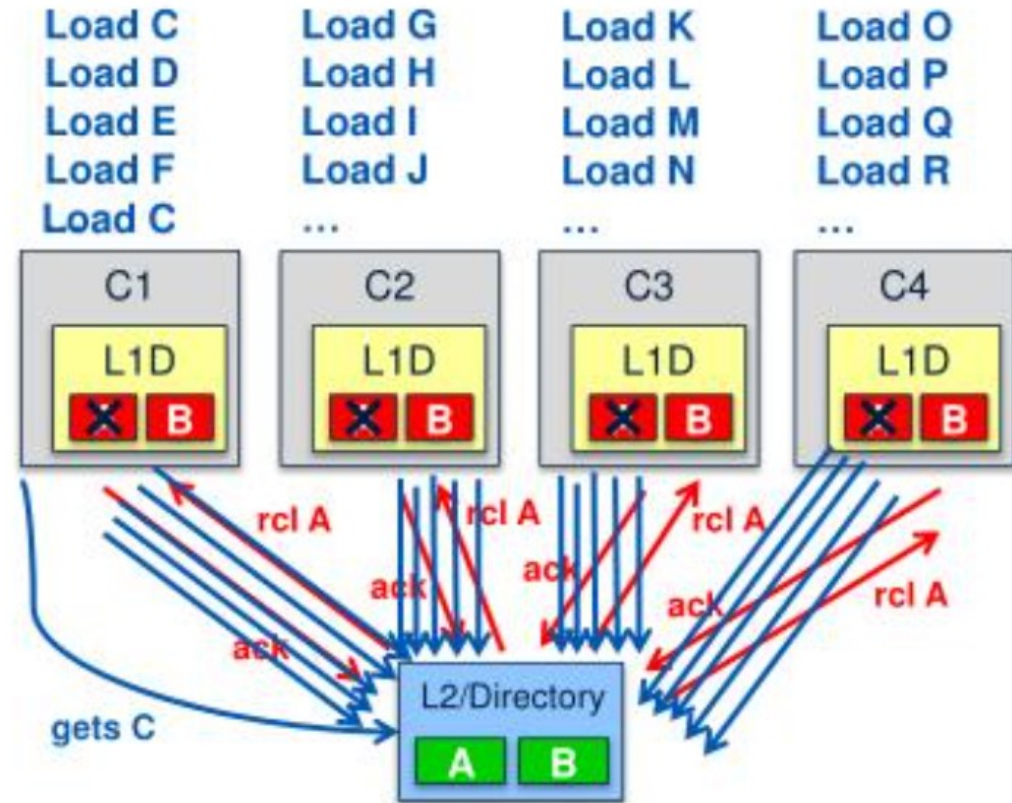 Load C Load G Load K Load O
Load D Load H Load L Load P
Load E Load I Load M Load Q
Load F Load J Load N Load R
Load C ... ... ...
C1 C2 C3 C4
L1D L1D L1D L1D
B B B B
rcl A rcl A rcl A
ack ack ack rcl A
ack
gets C
L2/Directory
A B